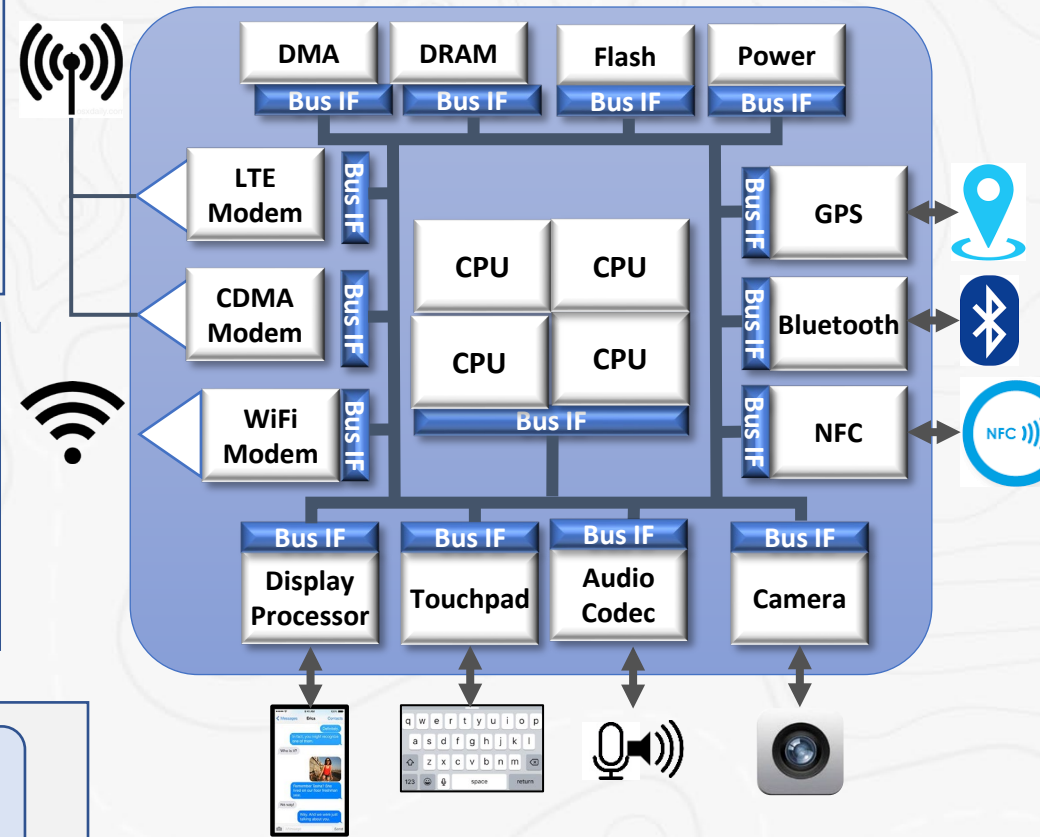 DMA
DRAM
Flash
Power
Bus IF
Bus IF
Bus IF
Bus IF
LTE
Modem
Bus IF
CDMA
Modem
Bus IF
WiFi
Modem
Bus IF
CPU
CPU
CPU
CPU
Bus IF
Bus IF
GPS
Bus IF
Bluetooth
Bus IF
NFC
NFC
Bus IF
Display
Processor
Bus IF
Touchpad
Bus IF
Audio
Codec
Bus IF
Camera
Messages
q w e r t y u i o p
a s d f g h j k l
z x c v b n m
123
space
return